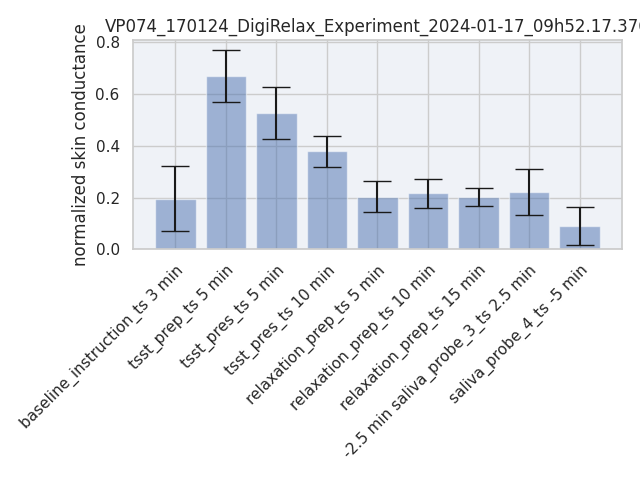 VP074_170124_DigiRelax_Experiment_2024-01-17_09h52.17.37
normalized skin conductance
0.8
0.6
0.4
0.2
0.0
baseline_instruction_ts 3 min
tsst_prep_ts 5 min
tsst_pres_ts 5 min
tsst_pres_ts 10 min
relaxation_prep_ts 5 min
relaxation_prep_ts 10 min
relaxation_prep_ts 15 min
-2.5 min saliva_probe_3_ts 2.5 min
saliva_probe_4_ts -5 min